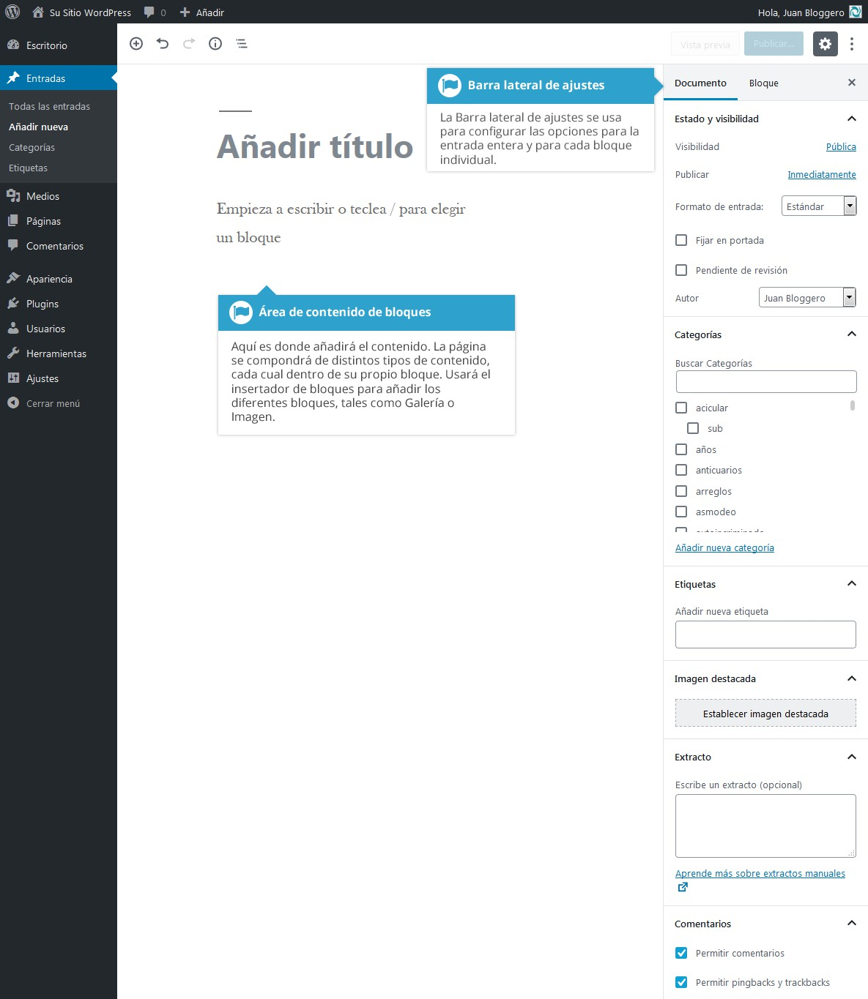 Su Sitio WordPress 0 Añadir Hola, Juan Bloggero
Escritorio
Entradas
Todas las entradas
Añadir nueva
Categorías
Etiquetas
Medios
Páginas
Comentarios
Apariencia
Plugins
Usuarios
Herramientas
Ajustes
Cerrar menú
Vista previa Publicar...
Barra lateral de ajustes
La Barra lateral de ajustes se usa
para configurar las opciones para la
entrada entera y para cada bloque
individual.
Añadir título
Empieza a escribir o teclea / para elegir
un bloque
Área de contenido de bloques
Aquí es donde añadirá el contenido. La página
se compondrá de distintos tipos de contenido,
cada cual dentro de su propio bloque. Usará el
insertador de bloques para añadir los
diferentes bloques, tales como Galería o
Imagen.
Documento Bloque
Estado y visibilidad
Visibilidad Pública
Publicar Inmediatamente
Formato de entrada: Estándar
Fijar en portada
Pendiente de revisión
Autor Juan Bloggero
Categorías
Buscar Categorías
acicular
sub
años
anticuarios
arreglos
asmodeo
Añadir nueva categoría
Etiquetas
Añadir nueva etiqueta
Imagen destacada
Establecer imagen destacada
Extracto
Escribe un extracto (opcional)
Aprende más sobre extractos manuales
Comentarios
Permitir comentarios
Permitir pingbacks y trackbacks